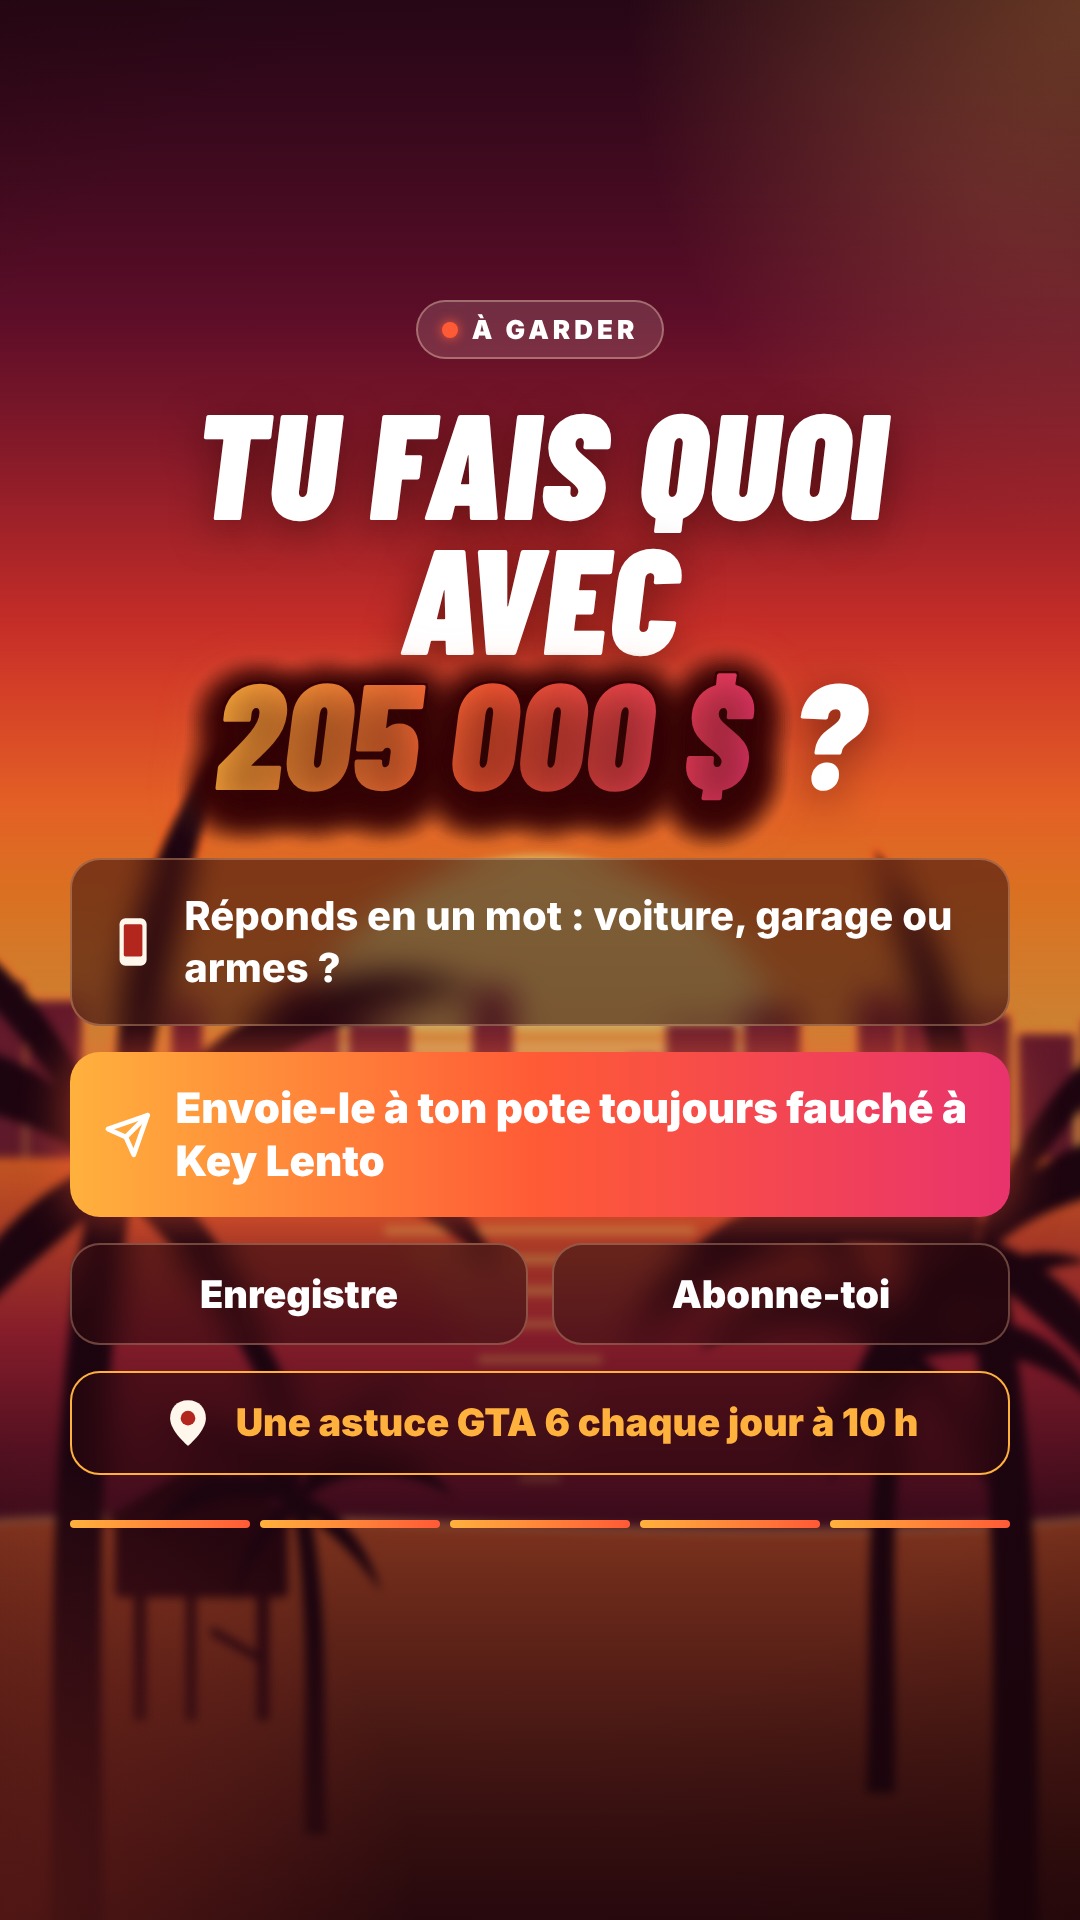 À GARDER
TU FAIS QUOI
AVEC
205 000 $ ?
Réponds en un mot : voiture, garage ou
armes ?
Envoie-le à ton pote toujours fauché à
Key Lento
Enregistre
Abonne-toi
Une astuce GTA 6 chaque jour à 10 h